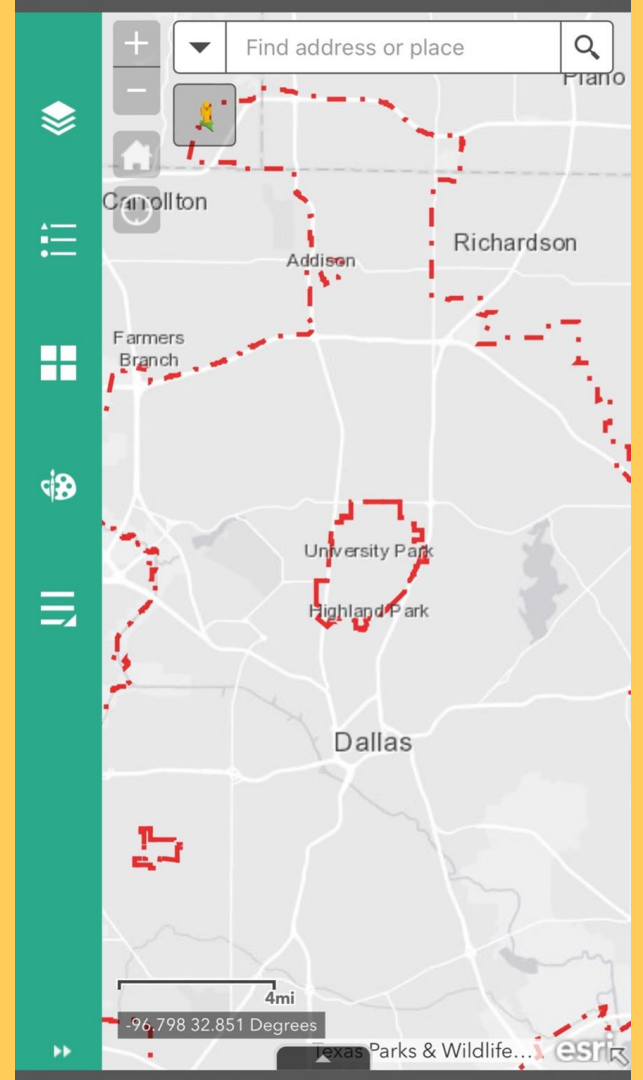 Find address or place
Plano
Carrollton
Richardson
Addison
Farmers
Branch
University Park
Highland Park
Dallas
4mi
-96.798 32.851 Degrees
Texas Parks & Wildlife...
esri